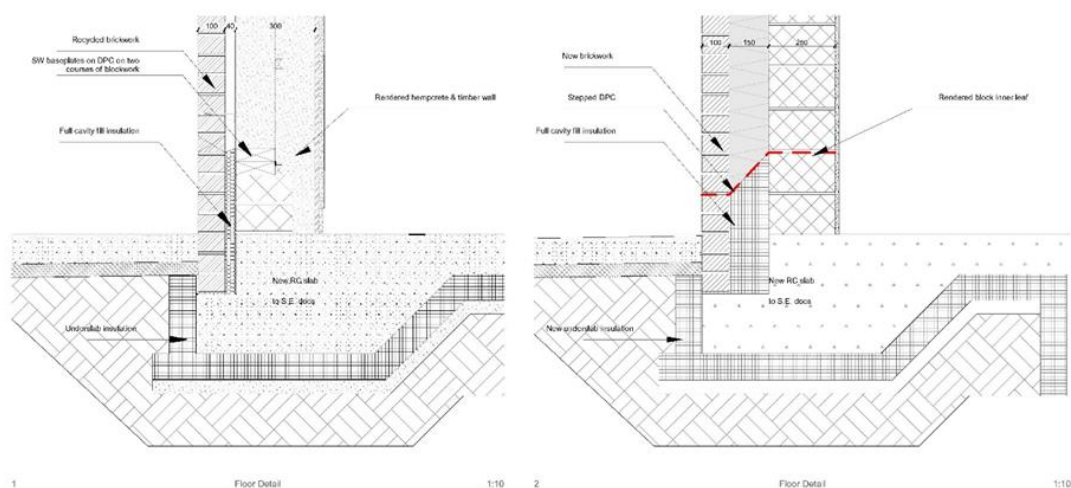 100 40 300
Recycled brickwork
SW baseplates on DPC on two
courses of blockwork
Rendered hempcrete & timber wall
Full cavity fill insulation
New RC slab
to S.E. docs
Underslab insulation
1 Floor Detail 1:10
100 150
New brickwork
Stepped DPC
Rendered block inner leaf
Full cavity fill insulation
New RC slab
to S.E. docs
New underslab insulation
2 Floor Detail 1:10